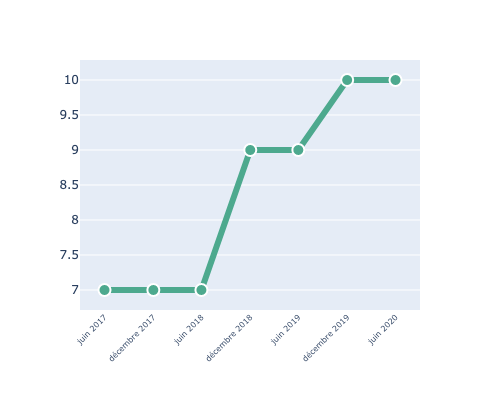 10
9.5
9
8.5
8
7.5
7
juin 2017
décembre 2017
juin 2018
décembre 2018
juin 2019
décembre 2019
juin 2020